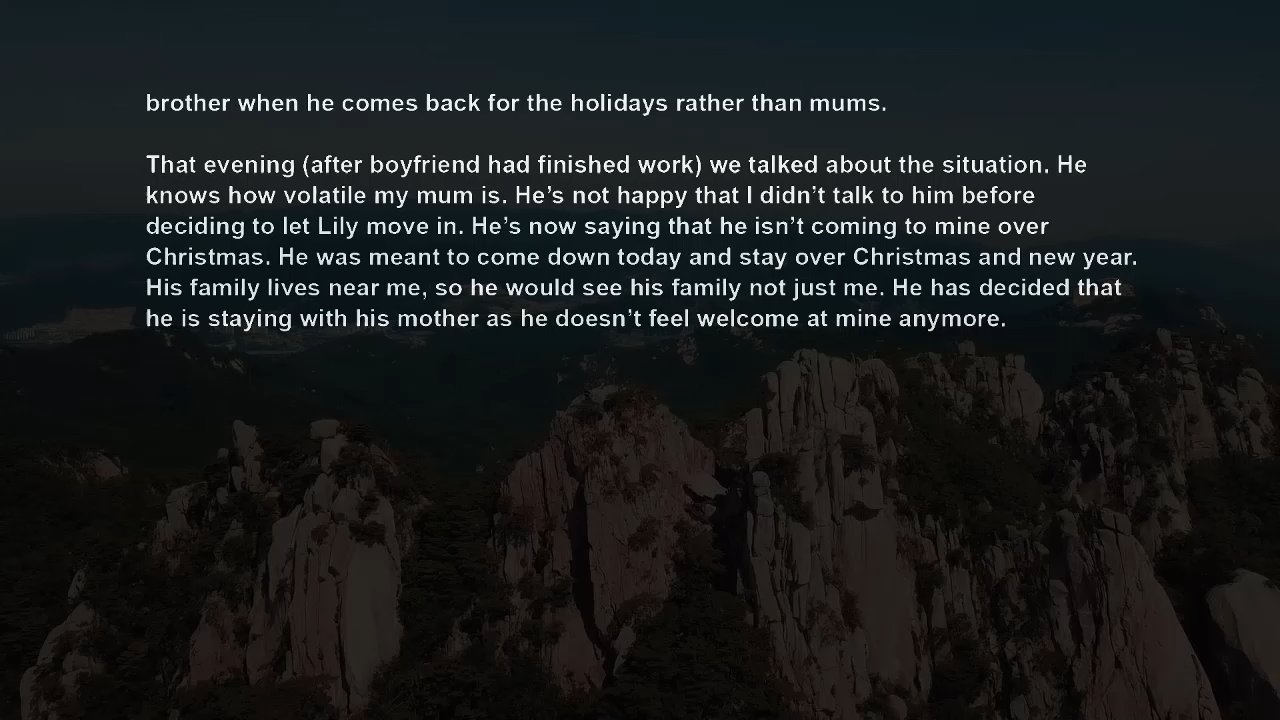 brother when he comes back for the holidays rather than mums.
That evening (after boyfriend had finished work) we talked about the situation. He
knows how volatile my mum is. He’s not happy that I didn’t talk to him before
deciding to let Lily move in. He’s now saying that he isn’t coming to mine over
Christmas. He was meant to come down today and stay over Christmas and new year.
His family lives near me, so he would see his family not just me. He has decided that
he is staying with his mother as he doesn’t feel welcome at mine anymore.